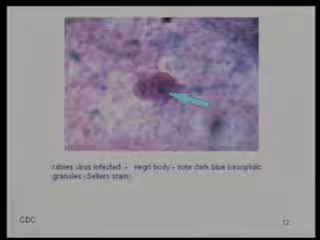 rabies virus infected - negri body - note dark blue basophilic
granules (Sellers stain)
CDC
12